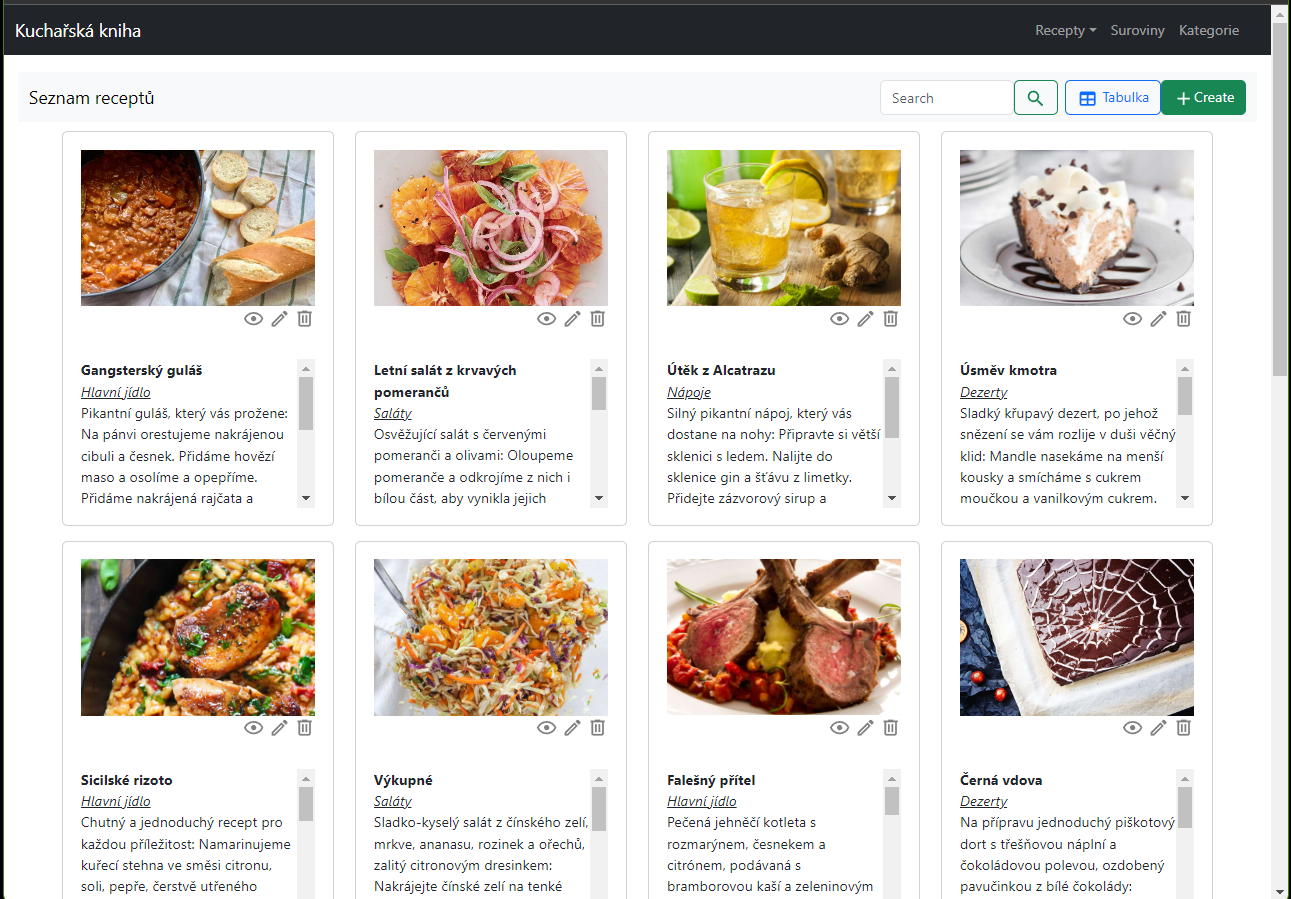 Kuchařská kniha
Recepty
Suroviny
Kategorie
Seznam receptů
Search
Tabulka
Create
Gangsterský guláš
Hlavní jídlo
Pikantní guláš, který vás prožene:
Na pánvi orestujeme nakrájenou
cibuli a česnek. Přidáme hovězí
maso a osolíme a opepříme.
Přidáme nakrájená rajčata a
Letní salát z krvavých
pomerančů
Saláty
Osvěžující salát s červenými
pomeranči a olivami: Oloupeme
pomeranče a odkrojíme z nich i
bílou část, aby vynikla jejich
Útěk z Alcatrazu
Nápoje
Silný pikantní nápoj, který vás
dostane na nohy: Připravte si větší
sklenici s ledem. Nalijte do
sklenice gin a šťávu z limetky.
Přidejte zázvorový sirup a
Úsměv kmotra
Dezerty
Sladký křupavý dezert, po jehož
snězení se vám rozlije v duši věčný
klid: Mandle nasekáme na menší
kousky a smícháme s cukrem
moučkou a vanilkovým cukrem.
Sicilské rizoto
Hlavní jídlo
Chutný a jednoduchý recept pro
každou příležitost: Namarinujeme
kuřecí stehna ve směsi citronu,
soli, pepře, čerstvě utřeného
Výkupné
Saláty
Sladko-kyselý salát z čínského zelí,
mrkve, ananasu, rozinek a ořechů,
zalitý citronovým dresinkem:
Nakrájejte čínské zelí na tenké
Falešný přítel
Hlavní jídlo
Pečená jehněčí kotleta s
rozmarýnem, česnekem a
citrónem, podávaná s
bramborovou kaší a zeleninovým
Černá vdova
Dezerty
Na přípravu jednoduchý piškotový
dort s třešňovou náplní a
čokoládovou polevou, ozdobený
pavučinkou z bílé čokolády: